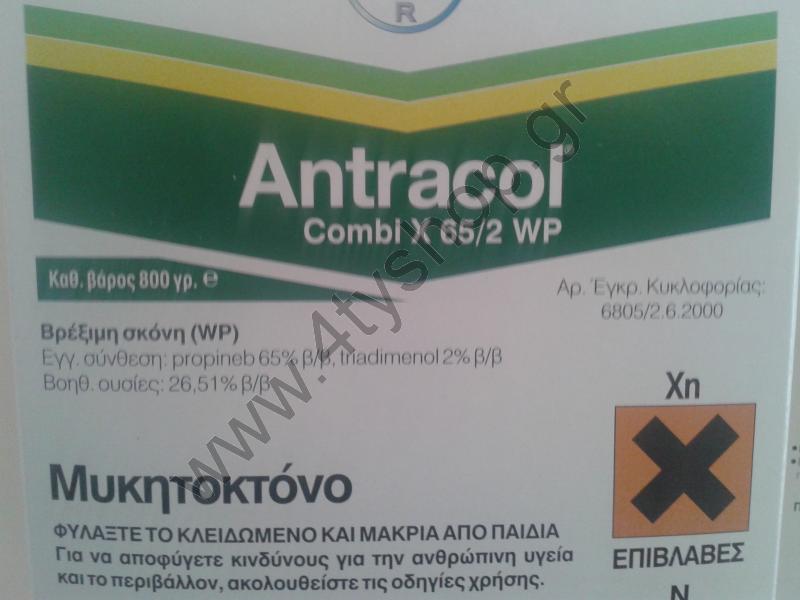 R
Antracol
Combi X 65/2 WP
Καθ. βάρος 800 γρ. ℮
Αρ. Έγκρ. Κυκλοφορίας:
6805/2.6.2000
Βρέξιμη σκόνη (WP)
Εγγ. σύνθεση: propineb 65% β/β, triadimenol 2% β/β
Βοηθ. ουσίες: 26,51% β/β
Xn
Μυκητοκτόνο
ΦΥΛΑΞΤΕ ΤΟ ΚΛΕΙΔΩΜΕΝΟ ΚΑΙ ΜΑΚΡΙΑ ΑΠΟ ΠΑΙΔΙΑ
Για να αποφύγετε κινδύνους για την ανθρώπινη υγεία
και το περιβάλλον, ακολουθείστε τις οδηγίες χρήσης.
ΕΠΙΒΛΑΒΕΣ
N
www.4tyshop.gr